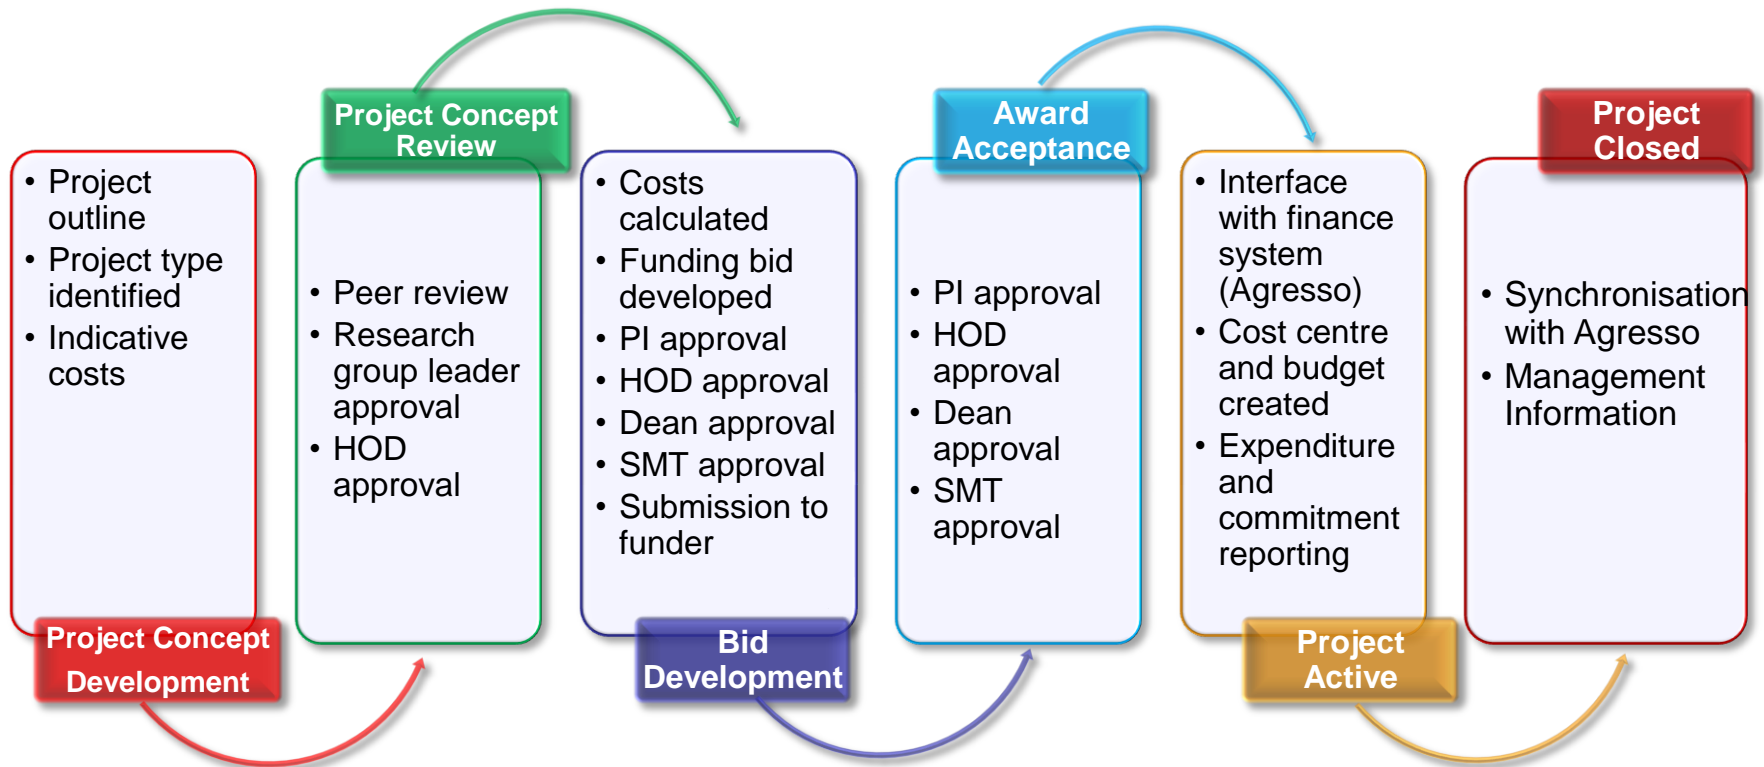 Project Concept
Development
• Project
outline
• Project type
identified
• Indicative
costs
Project Concept
Review
• Peer review
• Research
group leader
approval
• HOD
approval
Bid
Development
• Costs
calculated
• Funding bid
developed
• PI approval
• HOD approval
• Dean approval
• SMT approval
• Submission to
funder
Award
Acceptance
• PI approval
• HOD
approval
• Dean
approval
• SMT
approval
Project
Active
• Interface
with finance
system
(Agresso)
• Cost centre
and budget
created
• Expenditure
and
commitment
reporting
Project
Closed
• Synchronisation
with Agresso
• Management
Information